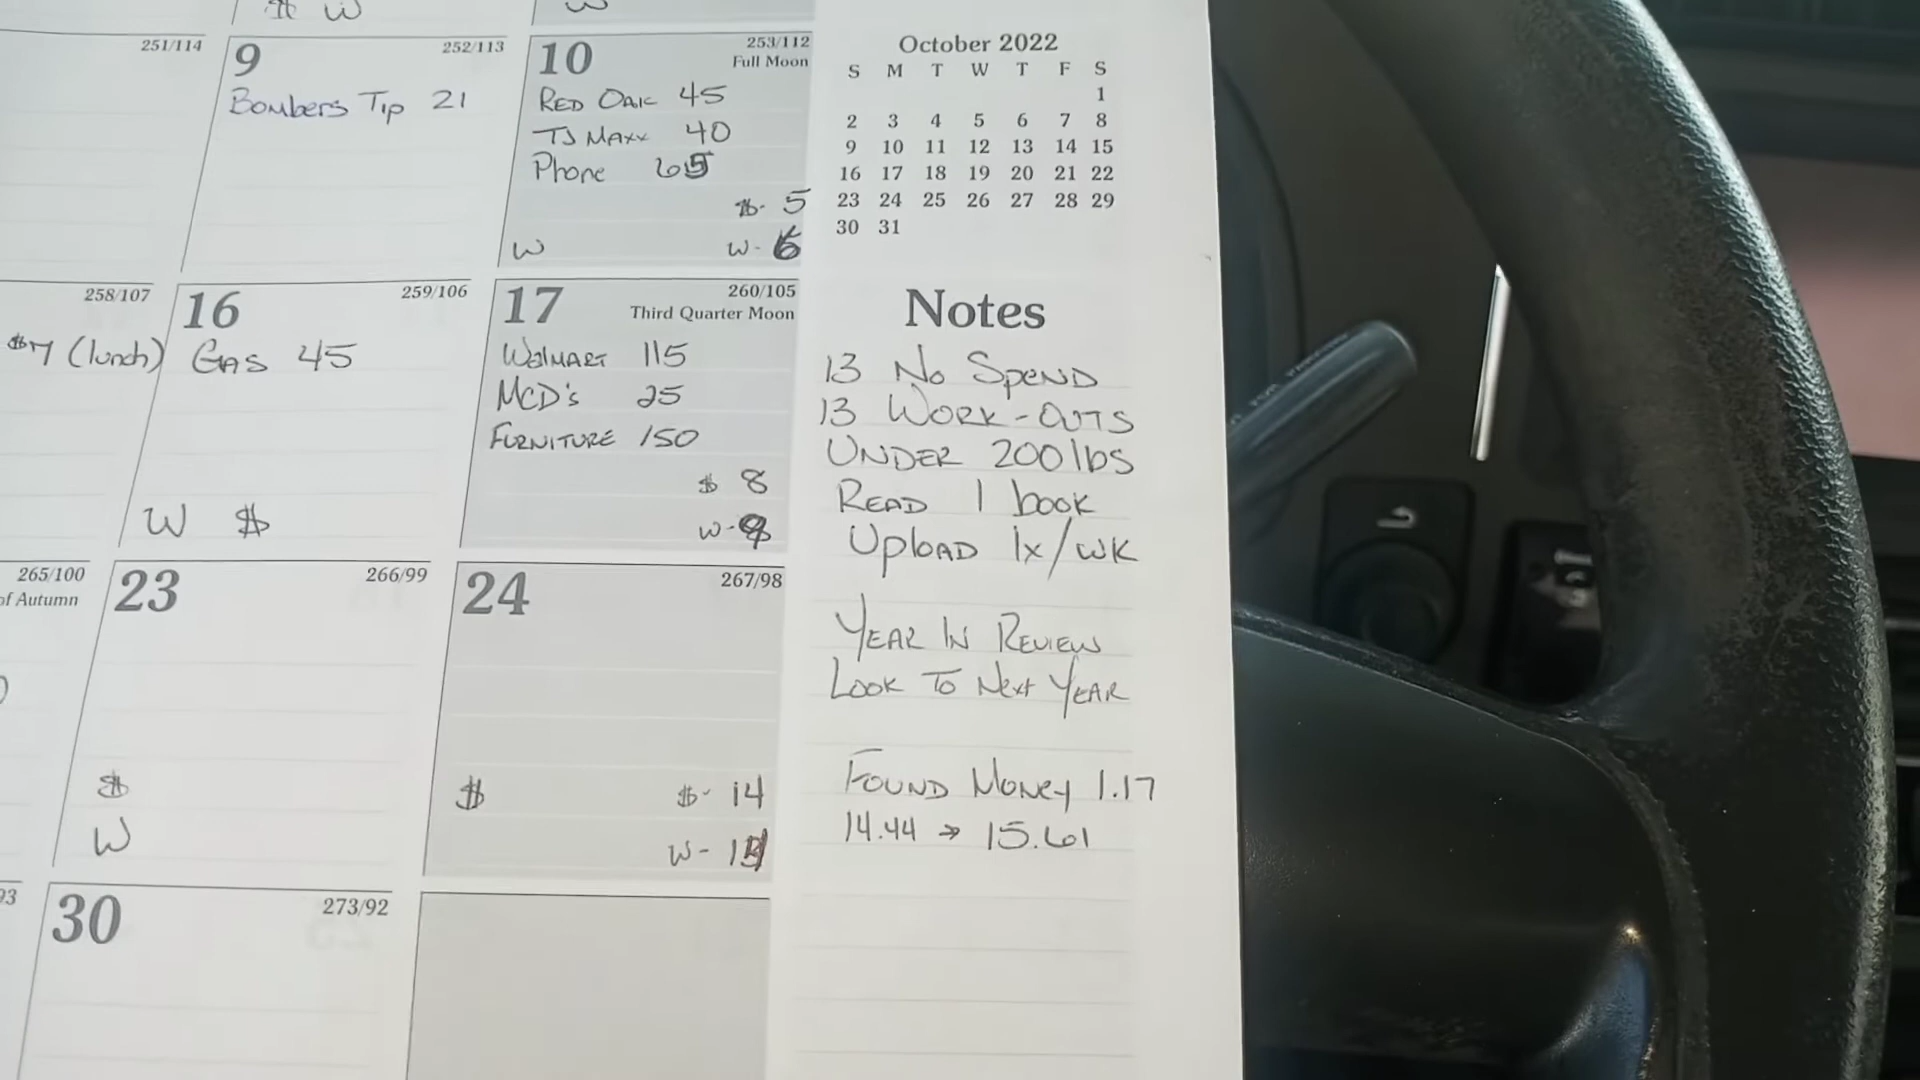 $ W
W
251/114
9 252/113
Bombers Tip 21
10 253/112
Full Moon
Red Oak 45
TJ Maxx 40
Phone 65
$- 5
W W- 6
October 2022
S M T W T F S
1
2 3 4 5 6 7 8
9 10 11 12 13 14 15
16 17 18 19 20 21 22
23 24 25 26 27 28 29
30 31
258/107
$7 (lunch)
16 259/106
Gas 45
W $
17 260/105
Third Quarter Moon
Walmart 115
McD's 25
Furniture 150
$ 8
W- 9
Notes
13 No Spend
13 Work-Outs
Under 200 lbs
Read 1 book
Upload 1x/wk
Year In Review
Look To Next Year
Found Money 1.17
14.44 → 15.61
265/100
of Autumn
)
23 266/99
$
W
24 267/98
$ $- 14
W-
93
30 273/92